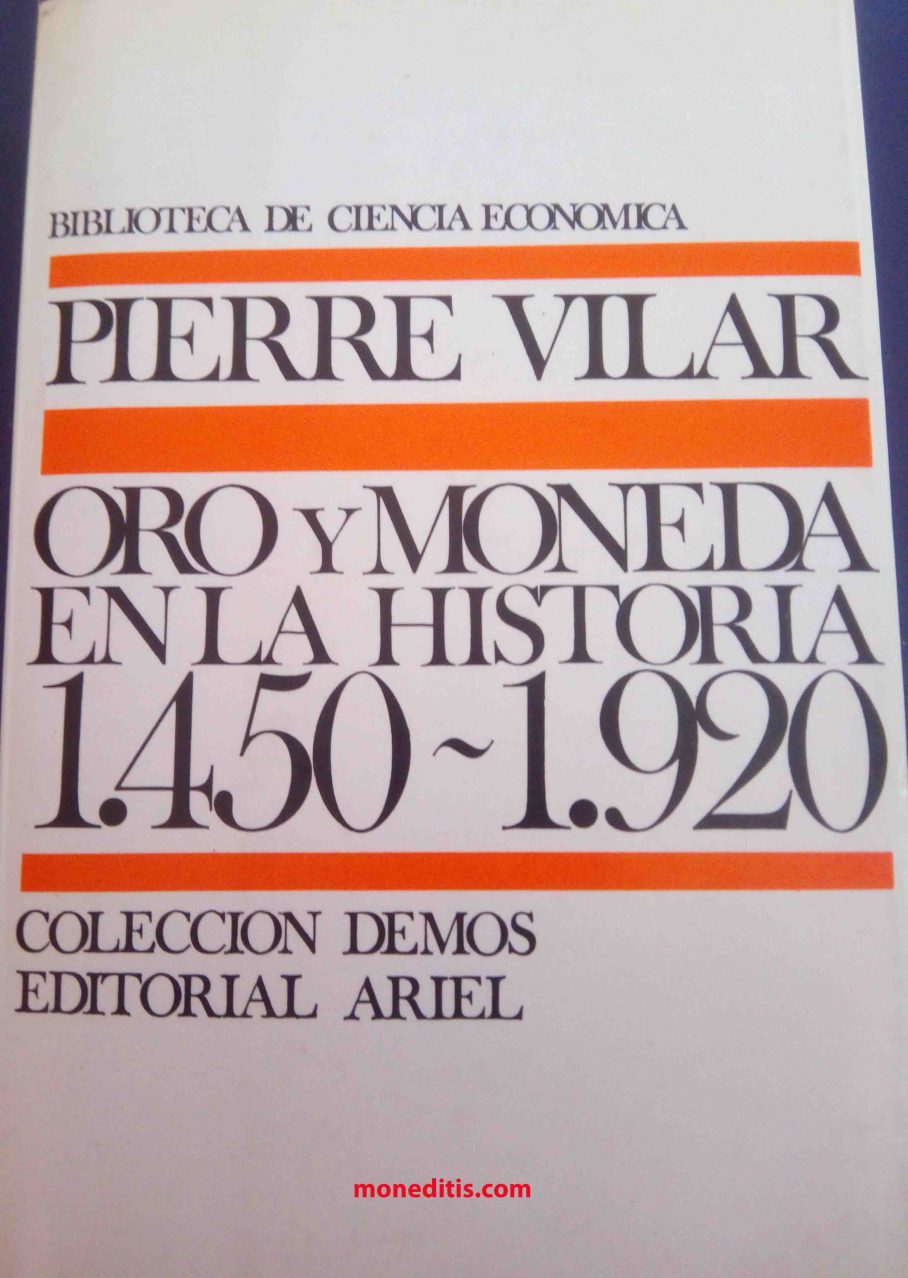 BIBLIOTECA DE CIENCIA ECONOMICA
PIERRE VILAR
ORO Y MONEDA
EN LA HISTORIA
1.450~1.920
COLECCION DEMOS
EDITORIAL ARIEL
moneditis.com